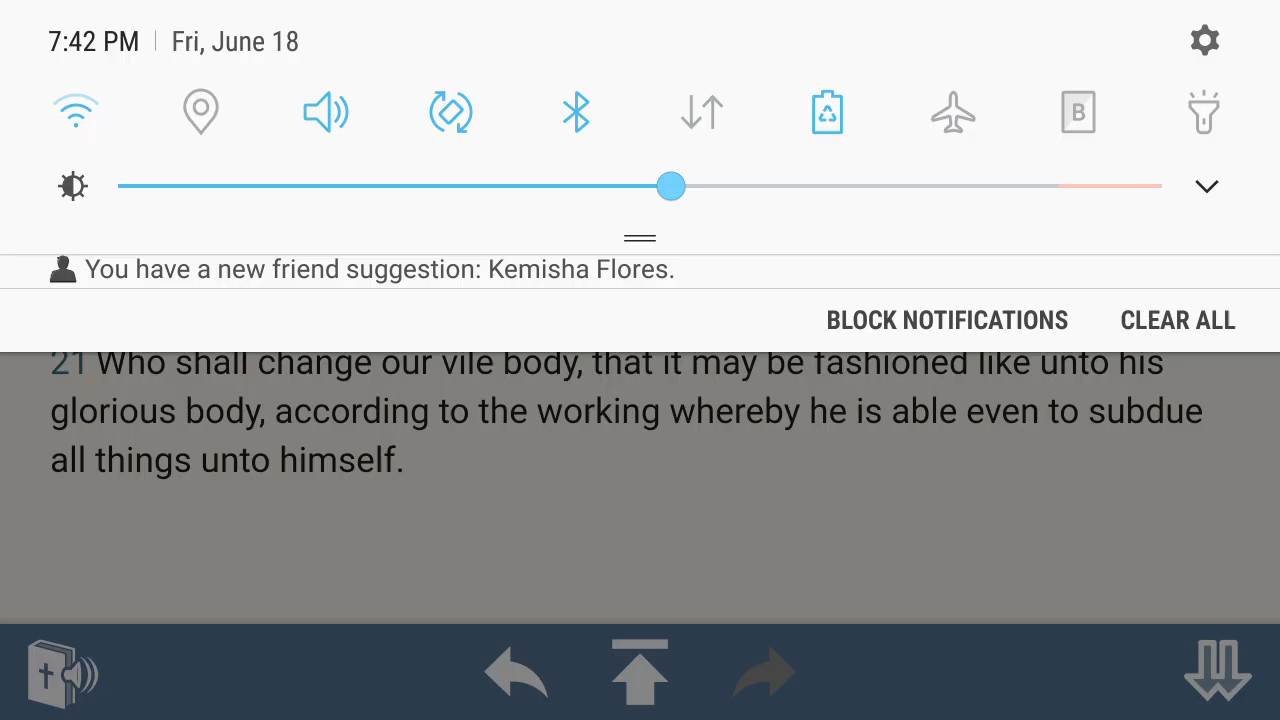 7:42 PM Fri, June 18
B
You have a new friend suggestion: Kemisha Flores.
BLOCK NOTIFICATIONS CLEAR ALL
21 Who shall change our vile body, that it may be fashioned like unto his
glorious body, according to the working whereby he is able even to subdue
all things unto himself.